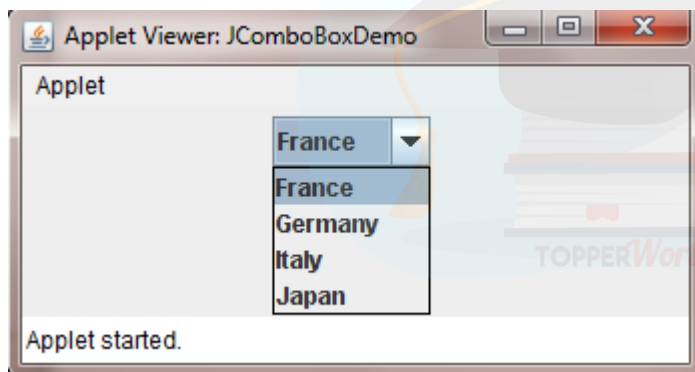 Applet Viewer: JComboBoxDemo
Applet
France
France
Germany
Italy
Japan
TOPPERWor
Applet started.